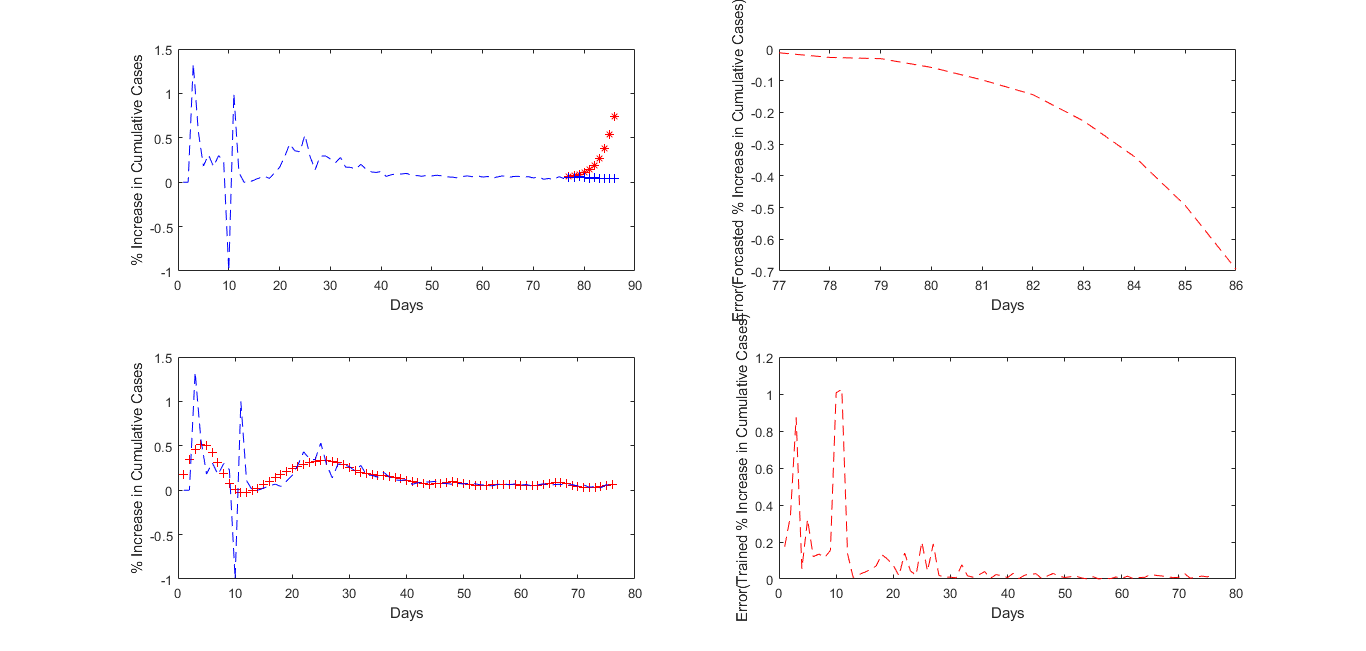 % Increase in Cumulative Cases
1.5
1
0.5
0
-0.5
-1
0 10 20 30 40 50 60 70 80 90
Days
Error(Forcasted % Increase in Cumulative Cases)
0
-0.1
-0.2
-0.3
-0.4
-0.5
-0.6
-0.7
77 78 79 80 81 82 83 84 85 86
Days
% Increase in Cumulative Cases
1.5
1
0.5
0
-0.5
-1
0 10 20 30 40 50 60 70 80
Days
Error(Trained % Increase in Cumulative Cases)
1.2
1
0.8
0.6
0.4
0.2
0
0 10 20 30 40 50 60 70 80
Days